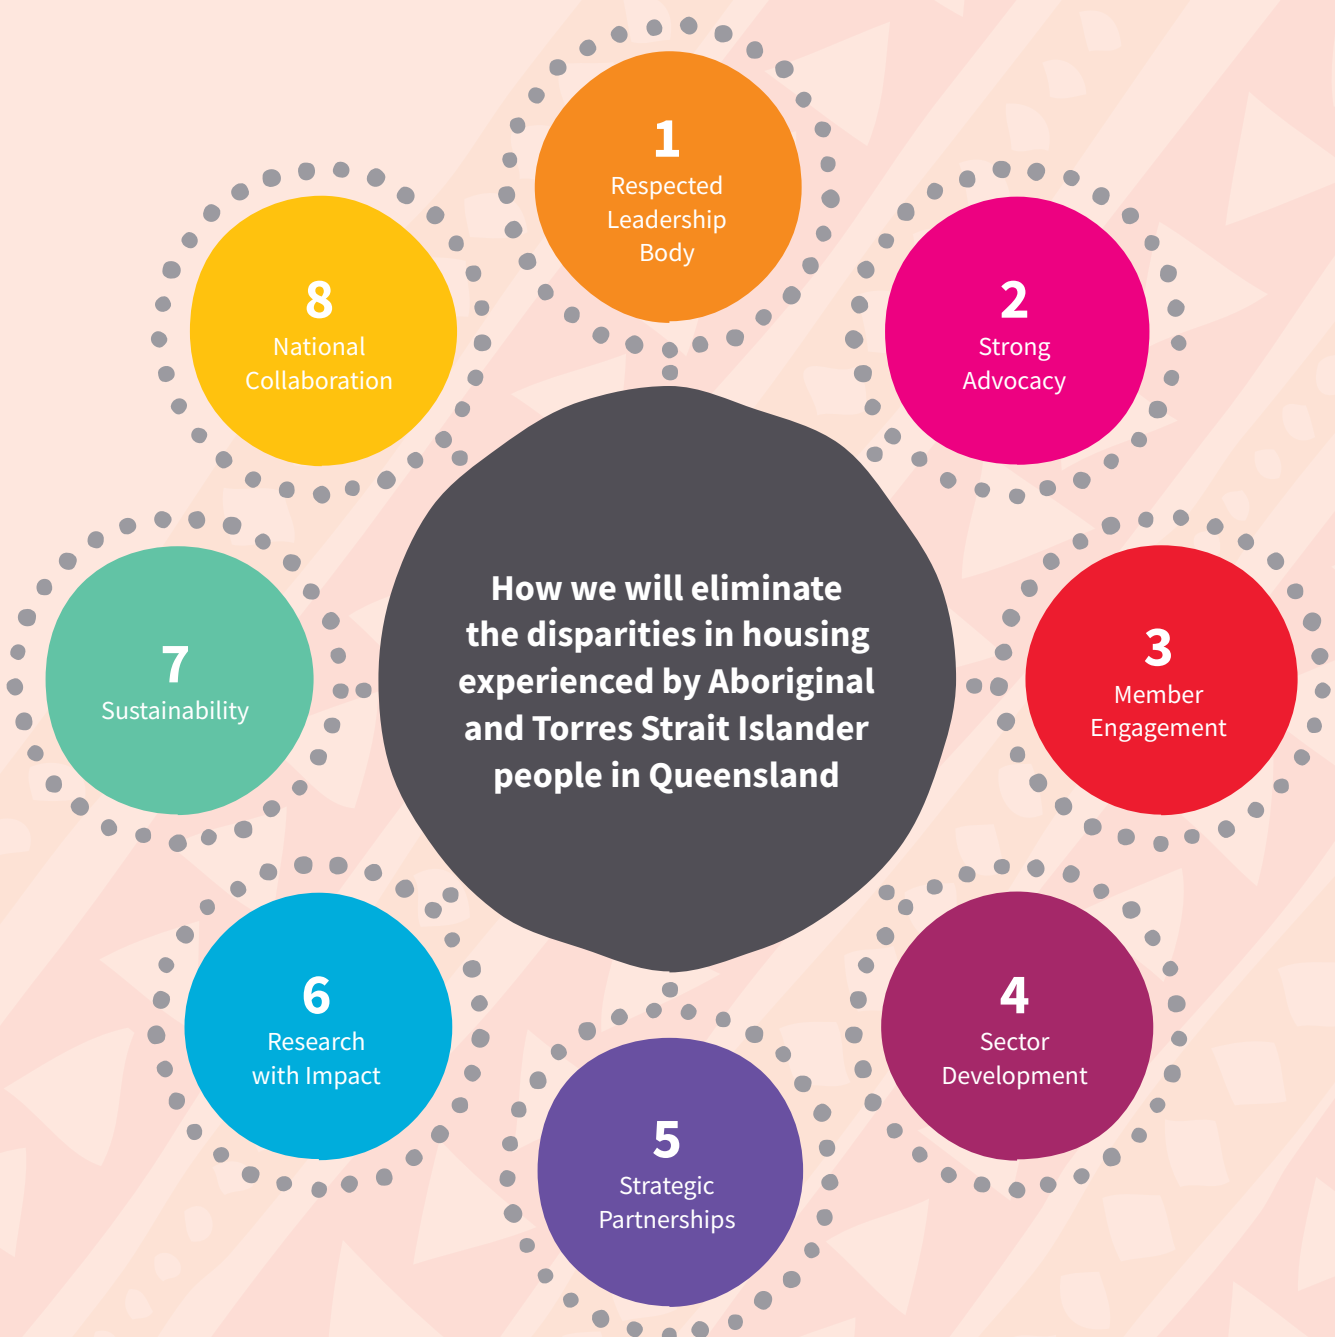 1
Respected
Leadership
Body
2
Strong
Advocacy
3
Member
Engagement
4
Sector
Development
5
Strategic
Partnerships
6
Research
with Impact
7
Sustainability
8
National
Collaboration
How we will eliminate
the disparities in housing
experienced by Aboriginal
and Torres Strait Islander
people in Queensland